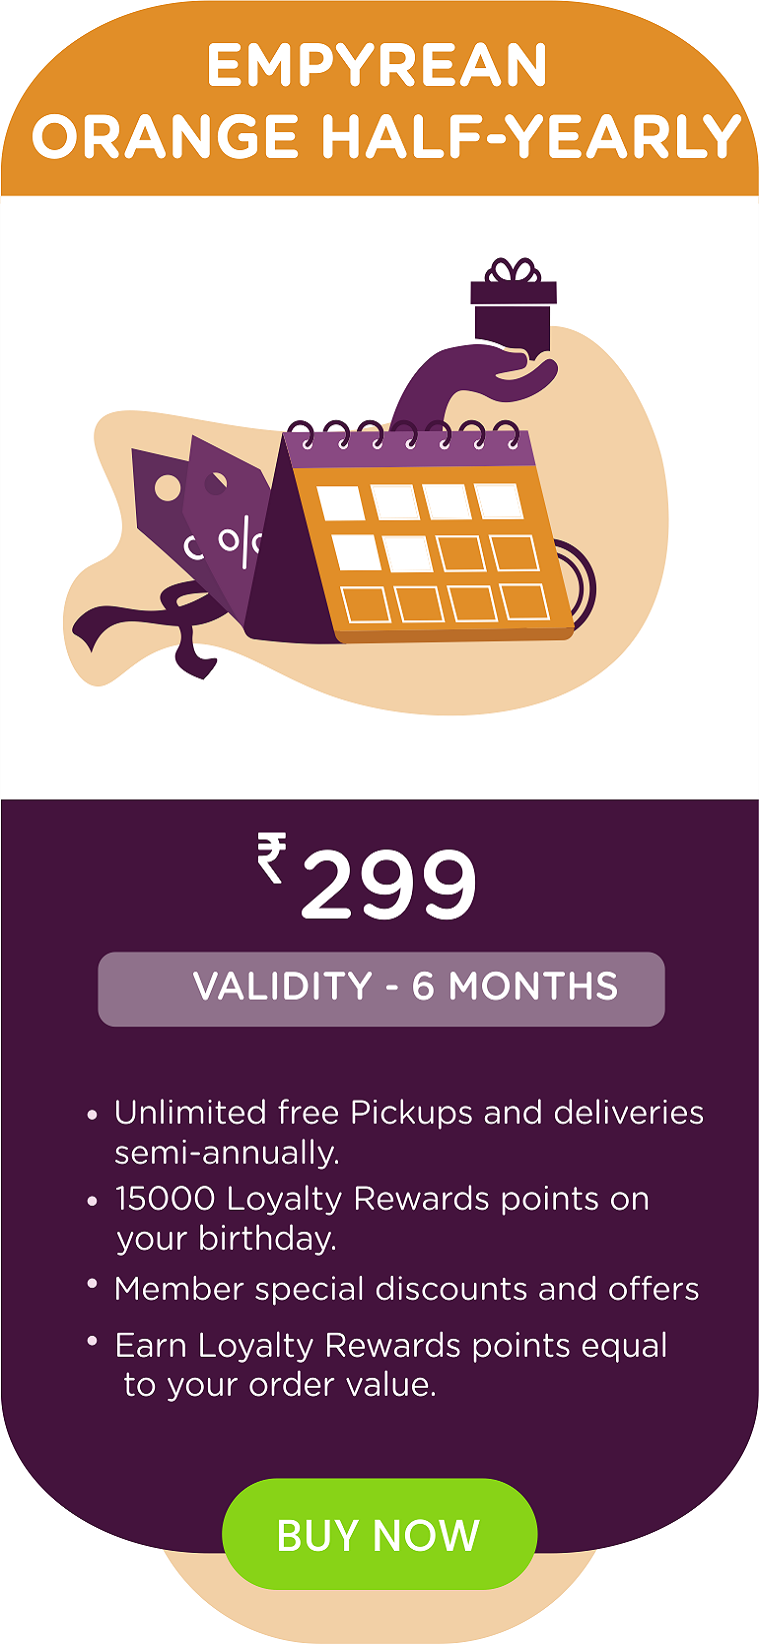 EMPYREAN
ORANGE HALF-YEARLY
%
₹299
VALIDITY - 6 MONTHS
• Unlimited free Pickups and deliveries
semi-annually.
• 15000 Loyalty Rewards points on
your birthday.
• Member special discounts and offers
• Earn Loyalty Rewards points equal
to your order value.
BUY NOW